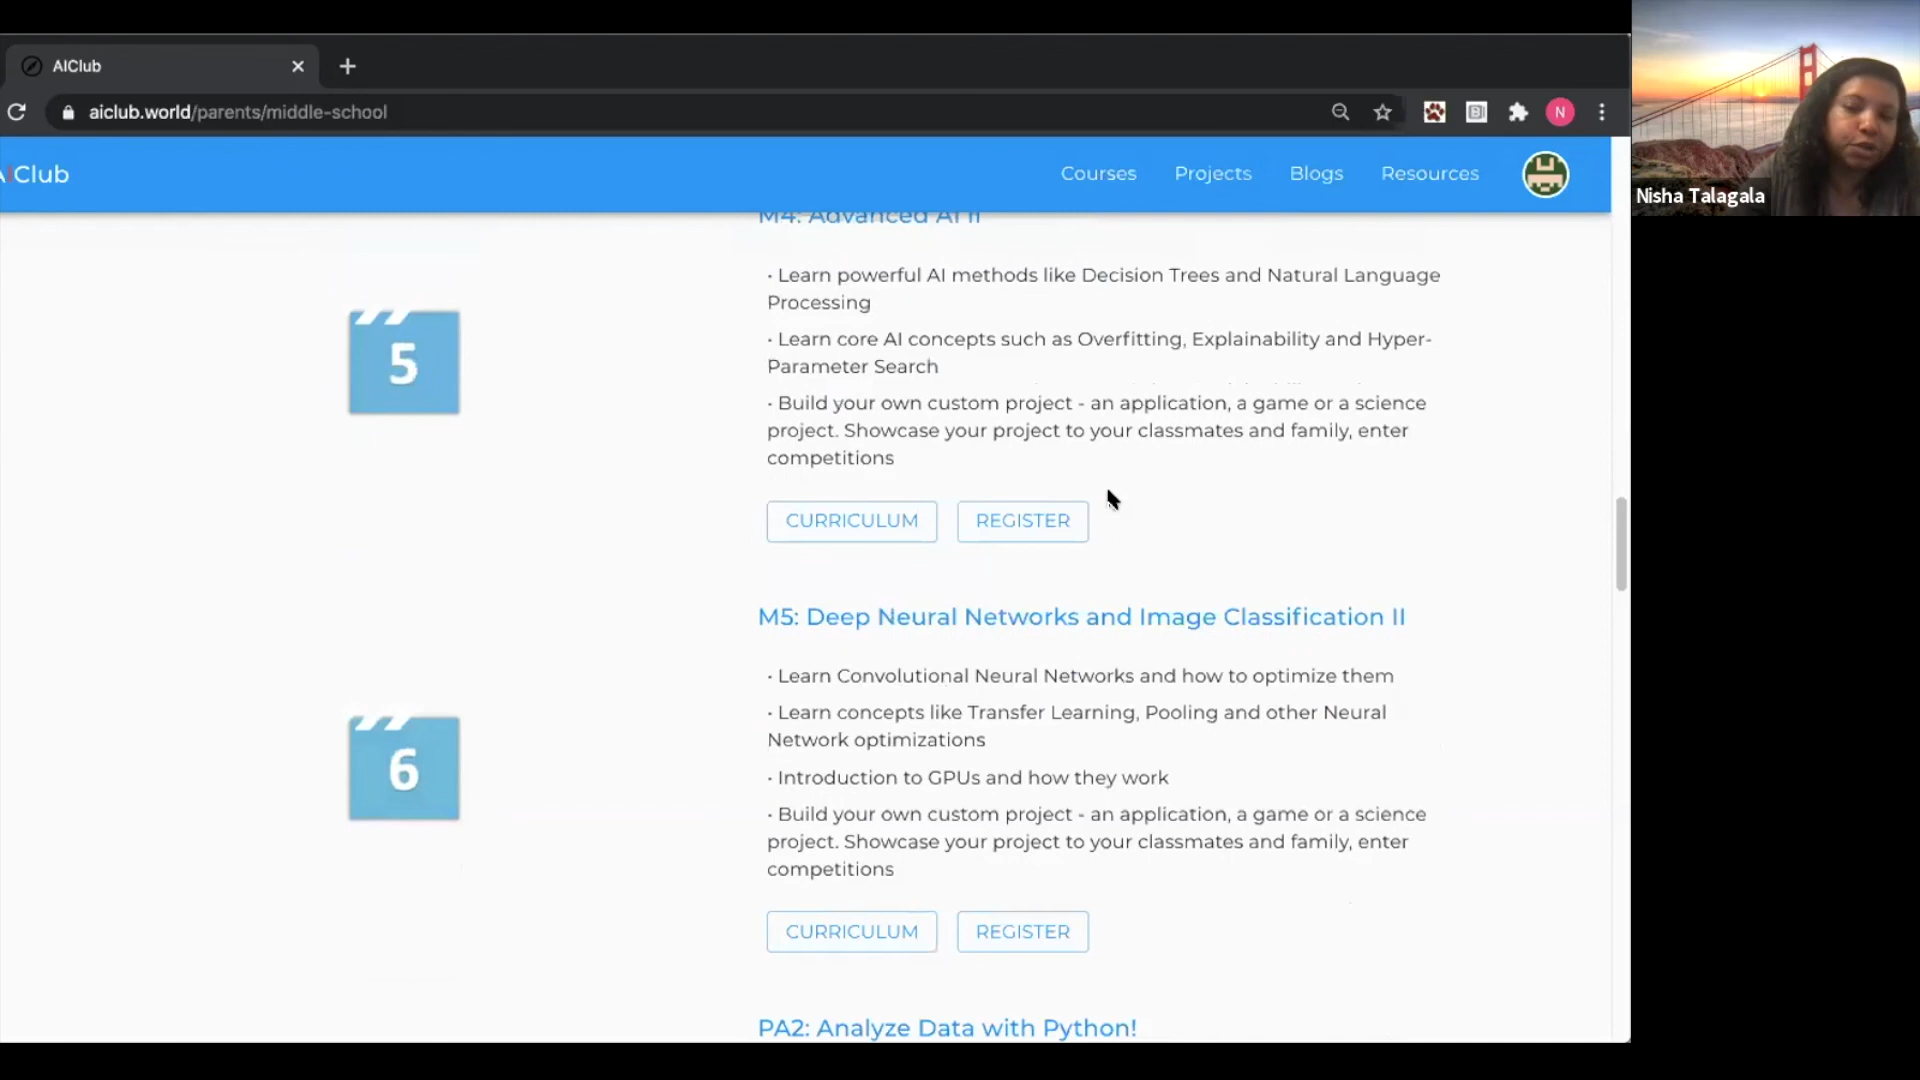 AIClub
aiclub.world/parents/middle-school
N
AIClub
Courses
Projects
Blogs
Resources
Nisha Talagala
M4: Advanced AI II
· Learn powerful AI methods like Decision Trees and Natural Language
Processing
· Learn core AI concepts such as Overfitting, Explainability and Hyper-
Parameter Search
5
· Build your own custom project - an application, a game or a science
project. Showcase your project to your classmates and family, enter
competitions
CURRICULUM
REGISTER
M5: Deep Neural Networks and Image Classification II
· Learn Convolutional Neural Networks and how to optimize them
· Learn concepts like Transfer Learning, Pooling and other Neural
Network optimizations
6
· Introduction to GPUs and how they work
· Build your own custom project - an application, a game or a science
project. Showcase your project to your classmates and family, enter
competitions
CURRICULUM
REGISTER
PA2: Analyze Data with Python!